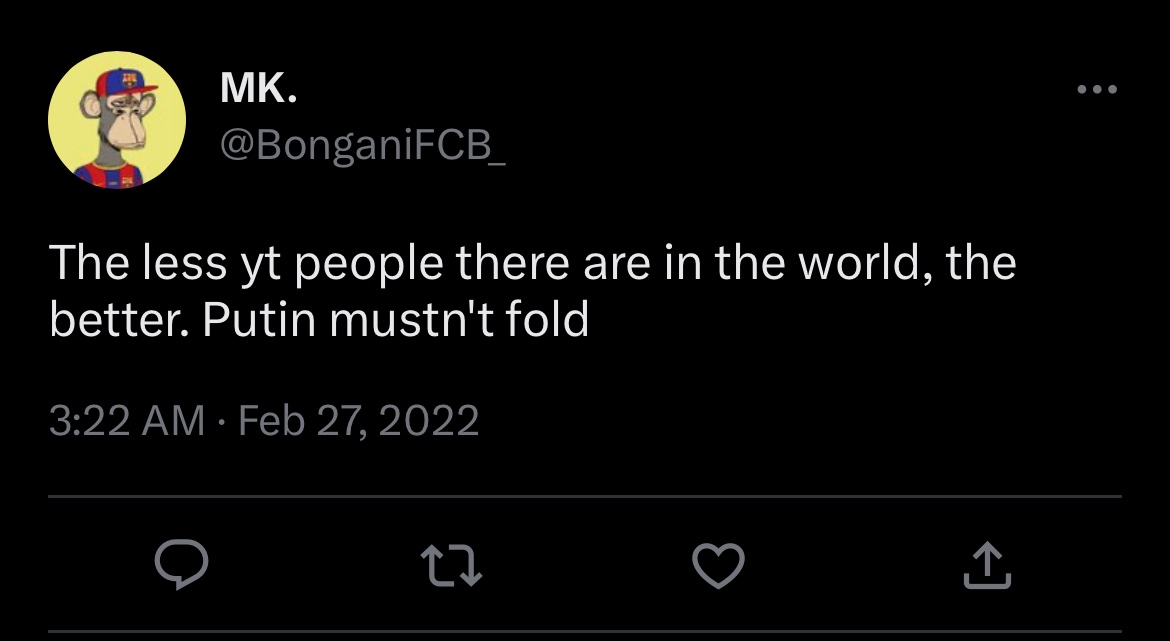 MK.
@BonganiFCB_
The less yt people there are in the world, the
better. Putin mustn't fold
3:22 AM · Feb 27, 2022